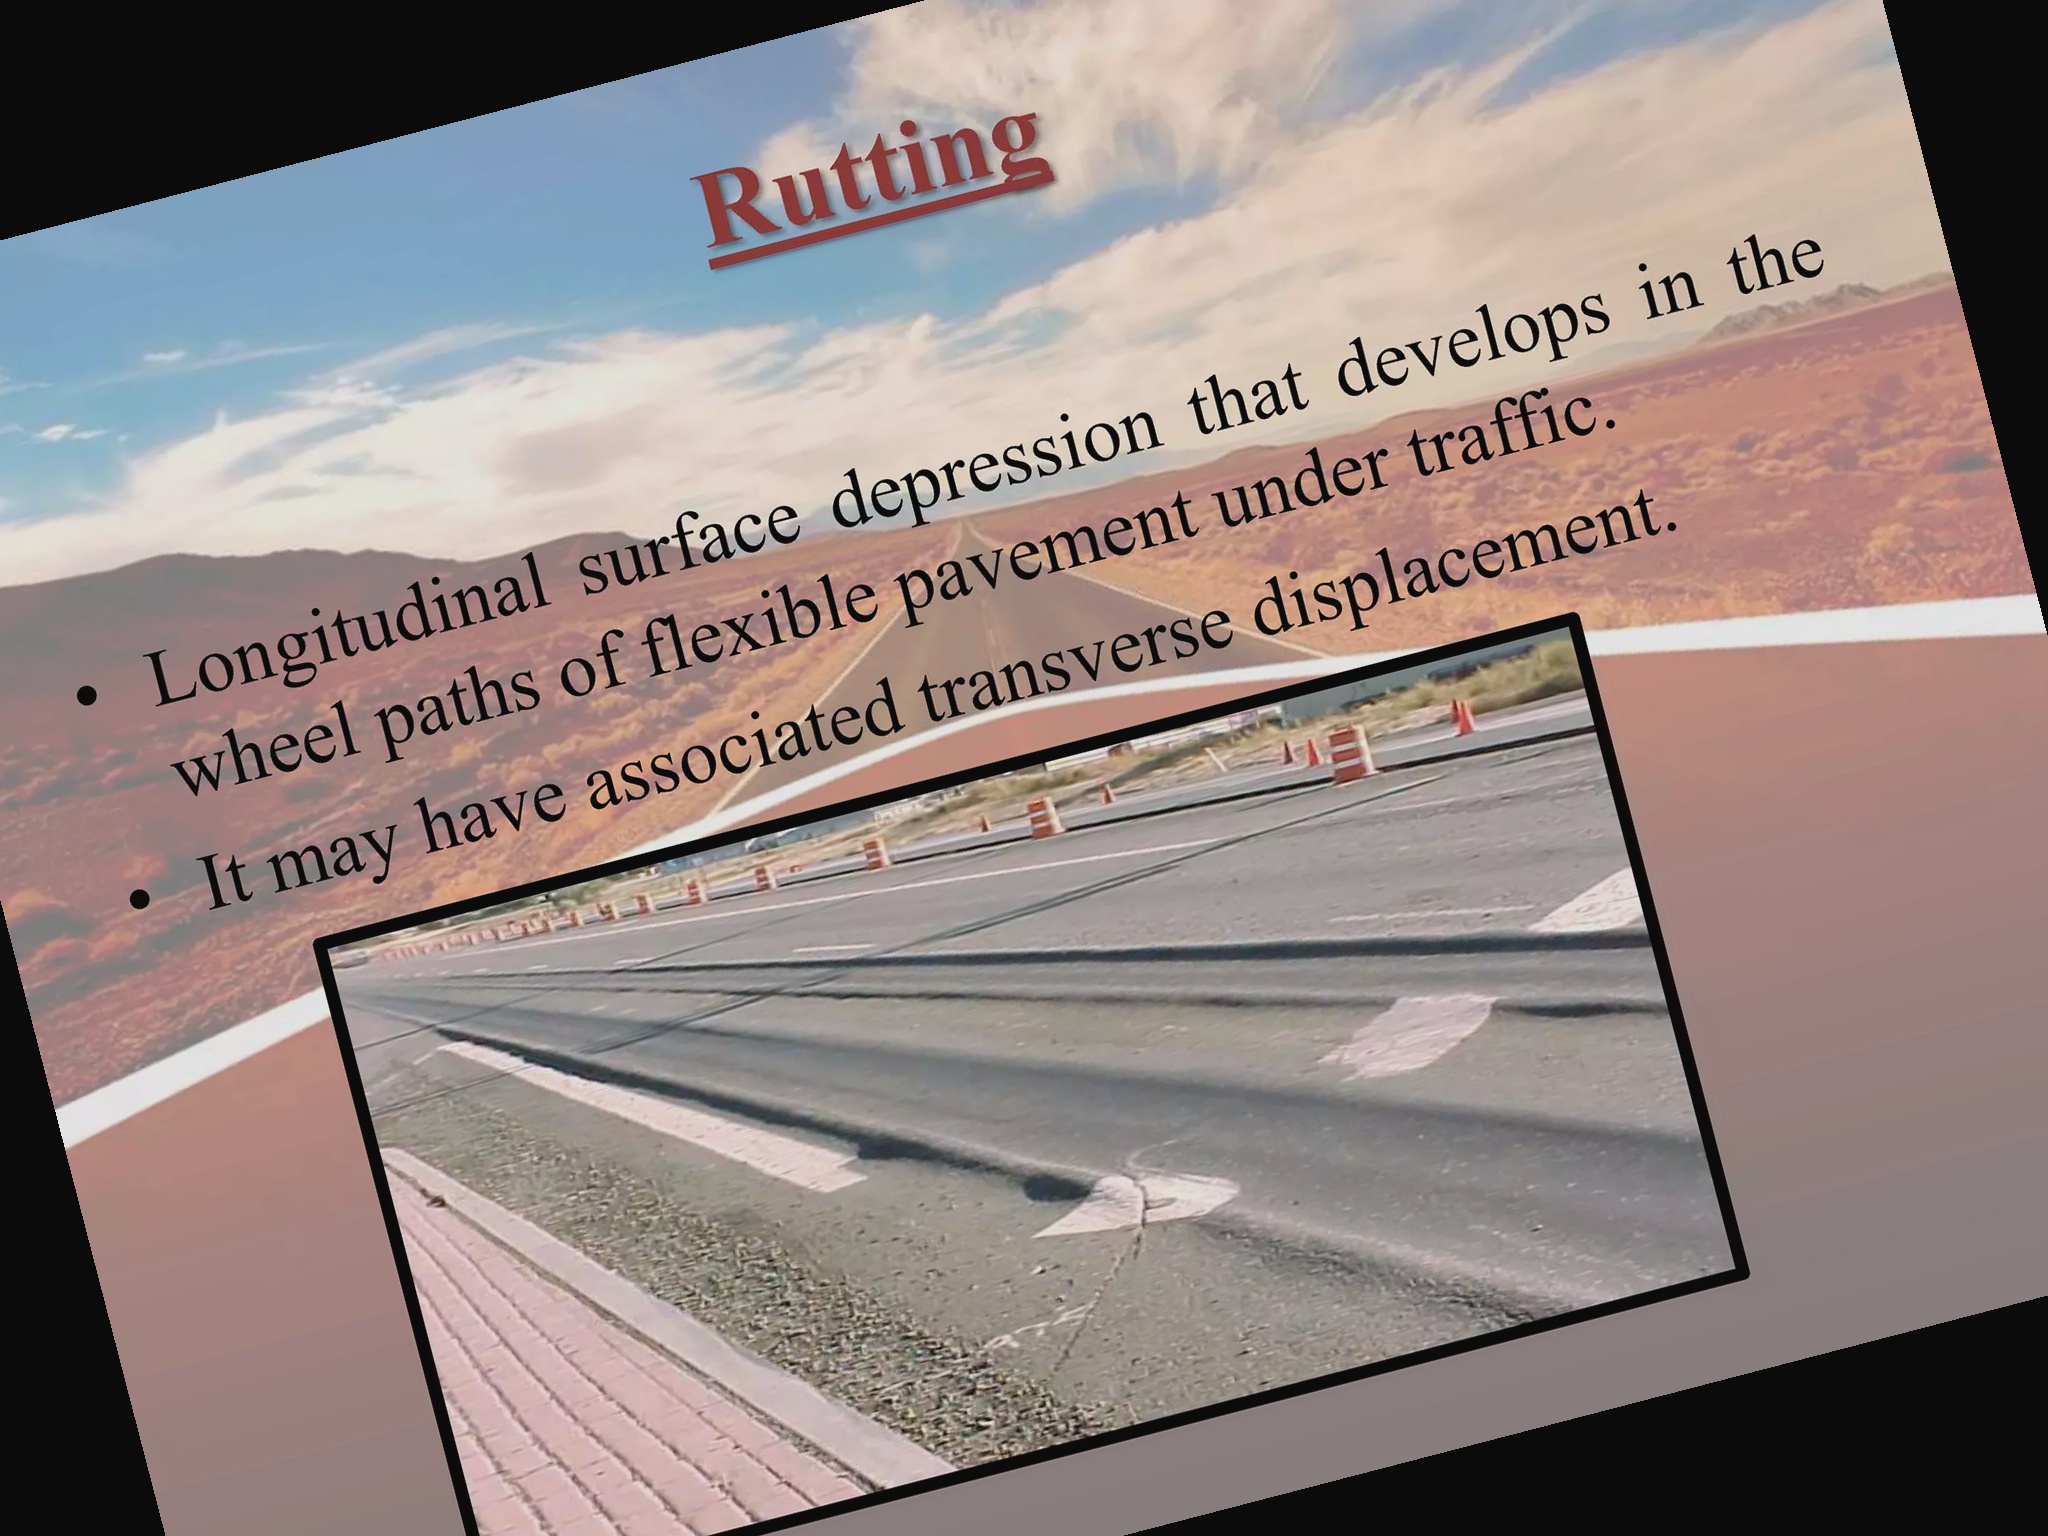 Rutting
• Longitudinal surface depression that develops in the
wheel paths of flexible pavement under traffic.
• It may have associated transverse displacement.